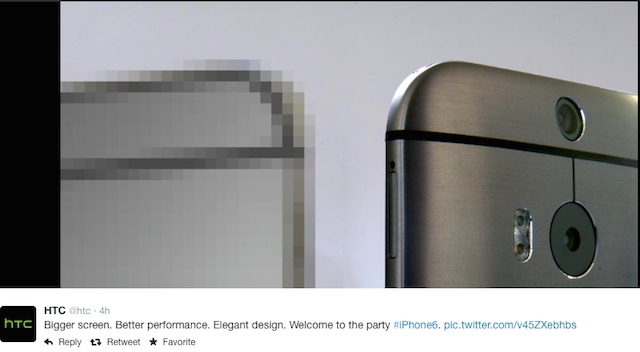 HTC @htc · 4h
hTC
Bigger screen. Better performance. Elegant design. Welcome to the party #iPhone6. pic.twitter.com/v45ZXebhbs
Reply Retweet Favorite